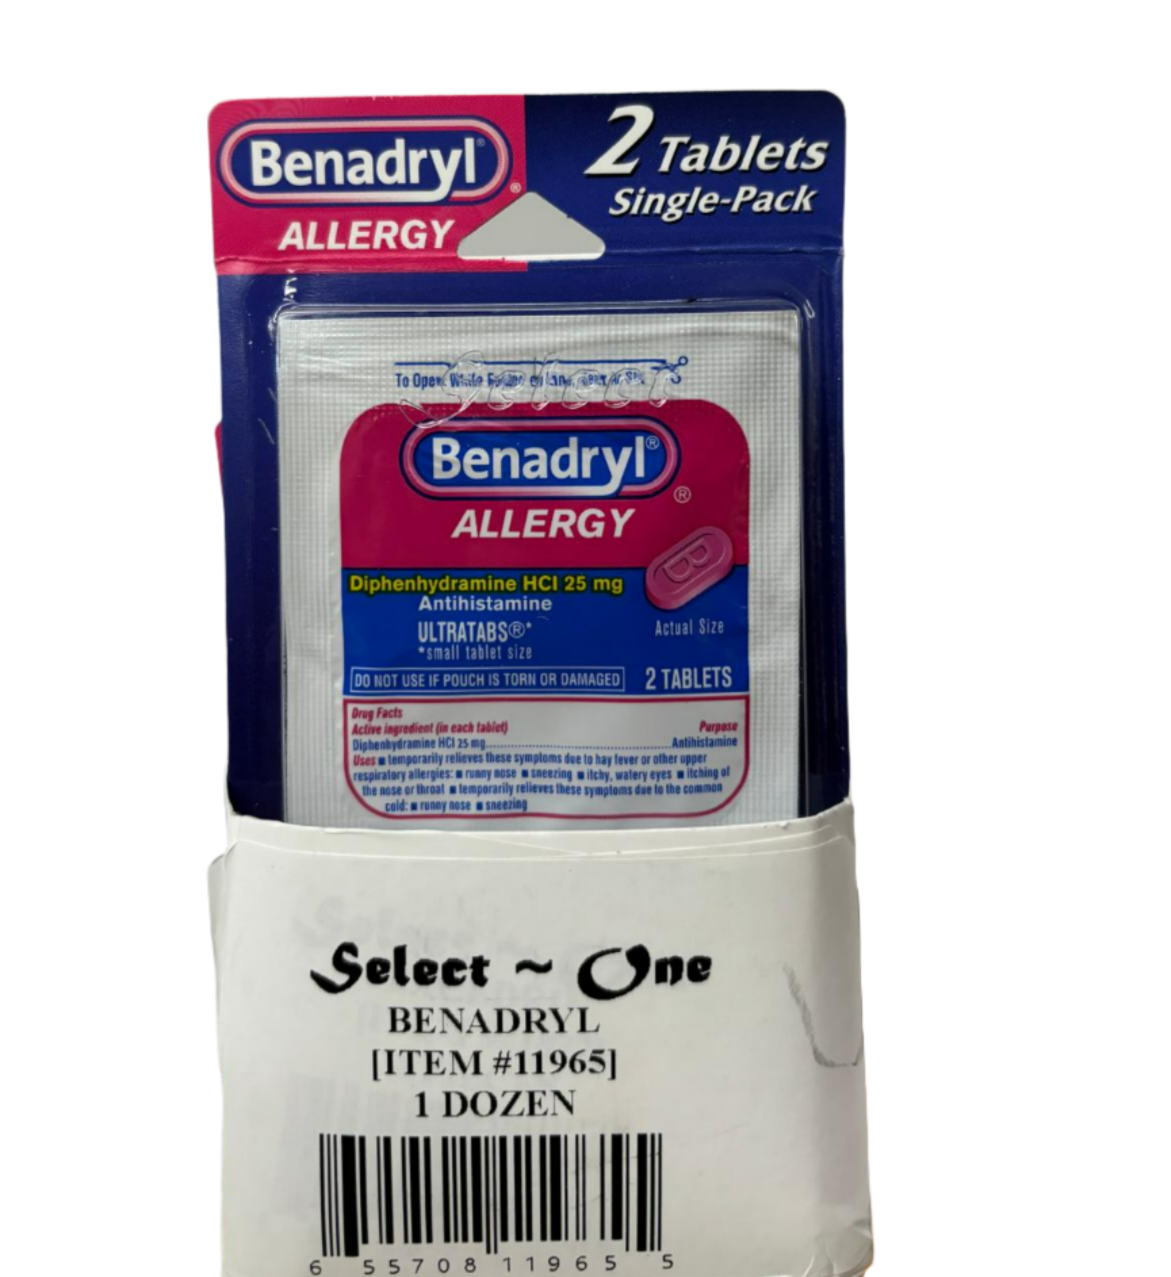 Benadryl®
®
ALLERGY
2 Tablets
Single-Pack
Select
To Open
Benadryl®
®
ALLERGY
Diphenhydramine HCl 25 mg
Antihistamine
ULTRATABS®*
*small tablet size
Actual Size
DO NOT USE IF POUCH IS TORN OR DAMAGED
2 TABLETS
Drug Facts
Active ingredient (in each tablet) Purpose
Diphenhydramine HCl 25 mg Antihistamine
Uses ■ temporarily relieves these symptoms due to hay fever or other upper
respiratory allergies: ■ runny nose ■ sneezing ■ itchy, watery eyes ■ itching of
the nose or throat ■ temporarily relieves these symptoms due to the common
cold: ■ runny nose ■ sneezing
Select ~ One
BENADRYL
[ITEM #11965]
1 DOZEN
6 55708 11965 5